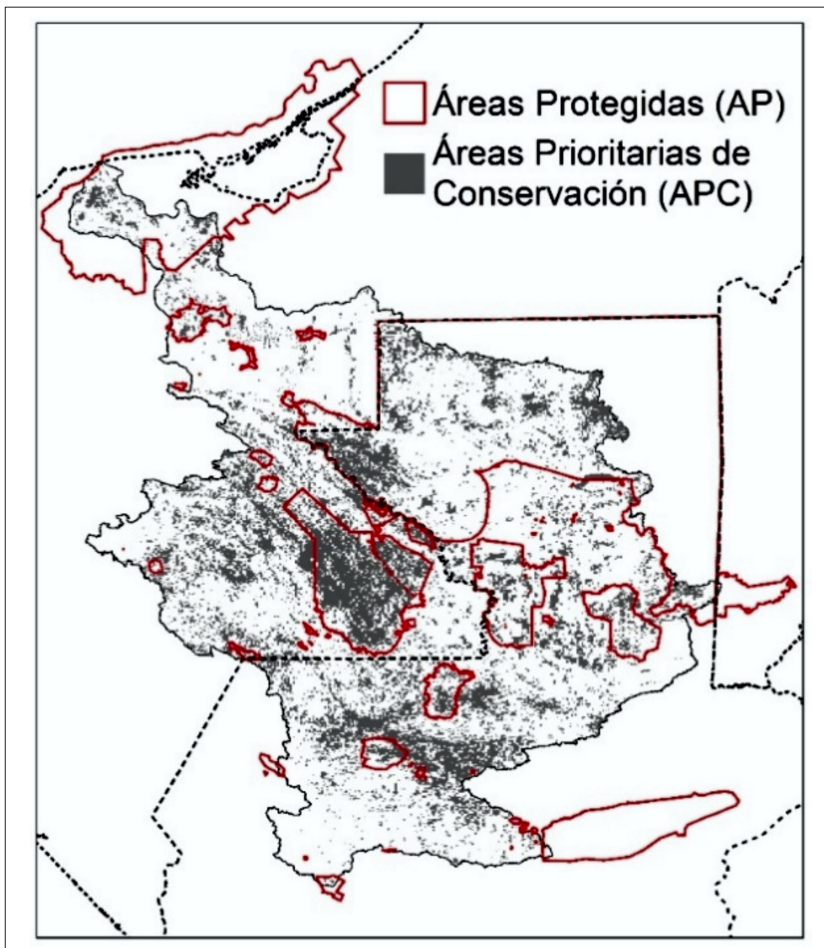 Áreas Protegidas (AP)
Áreas Prioritarias de
Conservación (APC)